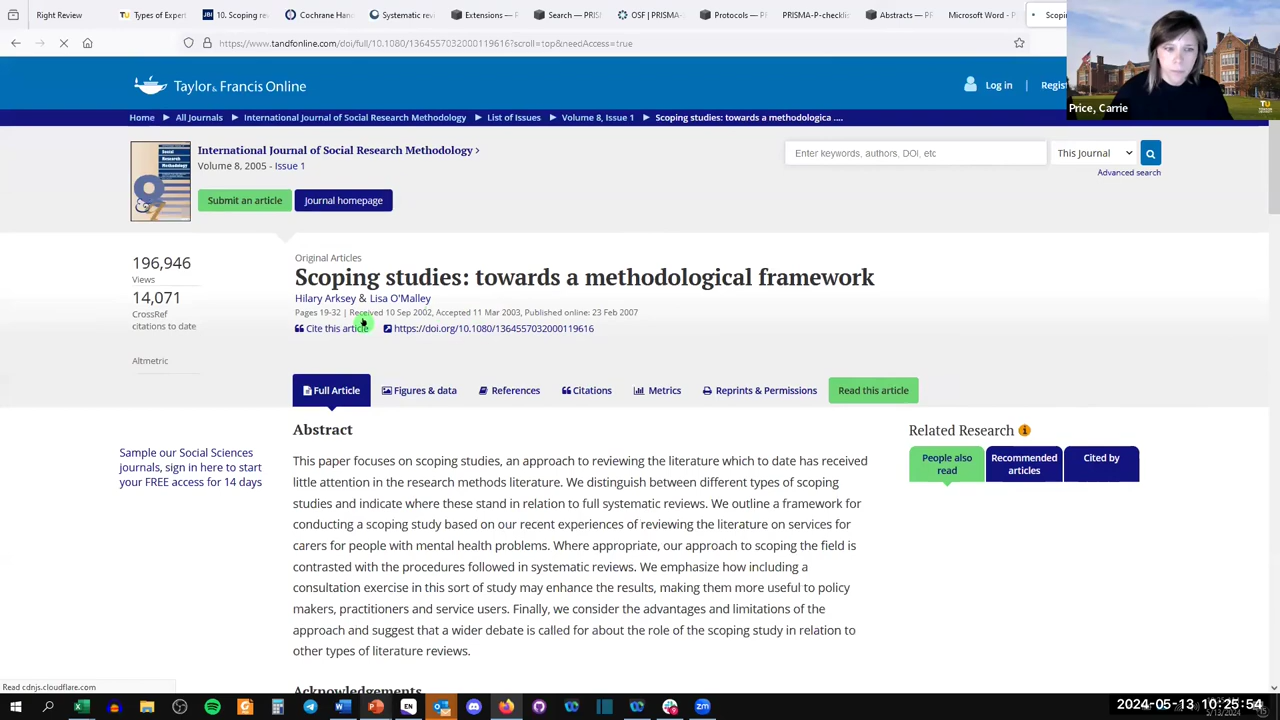 Right Review
Types of Expert
JBI
10. Scoping rev
Cochrane Han
Systematic revi
Extensions — P
Search — PRIS
OSF | PRISMA-
Protocols — PR
PRISMA-P-checklis
Abstracts — PR
Microsoft Word - P
Scopi
https://www.tandfonline.com/doi/full/10.1080/1364557032000119616?scroll=top&needAccess=true
Taylor & Francis Online
Log in | Regis
Price, Carrie
TU
Home ▶ All Journals ▶ International Journal of Social Research Methodology ▶ List of Issues ▶ Volume 8, Issue 1 ▶ Scoping studies: towards a methodologica ....
Social
Research
Methodology
International Journal of Social Research Methodology >
Volume 8, 2005 - Issue 1
Enter keywords, authors, DOI, etc
This Journal
Advanced search
Submit an article
Journal homepage
196,946
Views
14,071
CrossRef
citations to date
Altmetric
Original Articles
Scoping studies: towards a methodological framework
Hilary Arksey & Lisa O'Malley
Pages 19-32 | Received 10 Sep 2002, Accepted 11 Mar 2003, Published online: 23 Feb 2007
Cite this article
https://doi.org/10.1080/1364557032000119616
Full Article
Figures & data
References
Citations
Metrics
Reprints & Permissions
Read this article
Sample our Social Sciences
journals, sign in here to start
your FREE access for 14 days
Abstract
This paper focuses on scoping studies, an approach to reviewing the literature which to date has received
little attention in the research methods literature. We distinguish between different types of scoping
studies and indicate where these stand in relation to full systematic reviews. We outline a framework for
conducting a scoping study based on our recent experiences of reviewing the literature on services for
carers for people with mental health problems. Where appropriate, our approach to scoping the field is
contrasted with the procedures followed in systematic reviews. We emphasize how including a
consultation exercise in this sort of study may enhance the results, making them more useful to policy
makers, practitioners and service users. Finally, we consider the advantages and limitations of the
approach and suggest that a wider debate is called for about the role of the scoping study in relation to
other types of literature reviews.
Acknowledgements
Related Research
People also
read
Recommended
articles
Cited by
Read cdnjs.cloudflare.com
EN
zm
2024-05-13 10:25:54